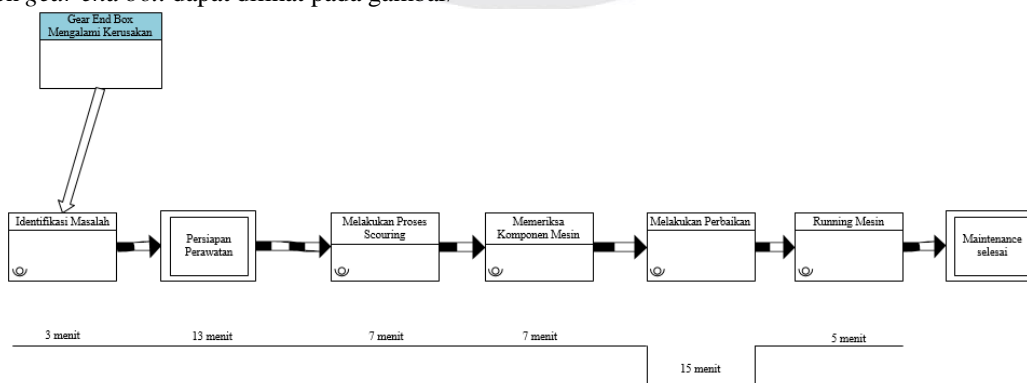 gear end box dapat dilihat pada gambar
Gear End Box
Mengalami Kerusakan
Identifikasi Masalah
Persiapan
Perawatan
Melakukan Proses
Scouring
Memeriksa
Komponen Mesin
Melakukan Perbaikan
Running Mesin
Maintenance
selesai
3 menit
13 menit
7 menit
7 menit
15 menit
5 menit